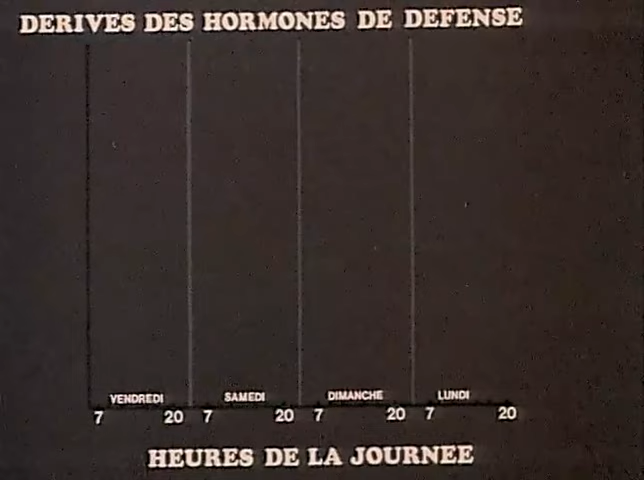 DERIVES DES HORMONES DE DEFENSE
VENDREDI SAMEDI DIMANCHE LUNDI
7 20 7 20 7 20 7 20
HEURES DE LA JOURNEE